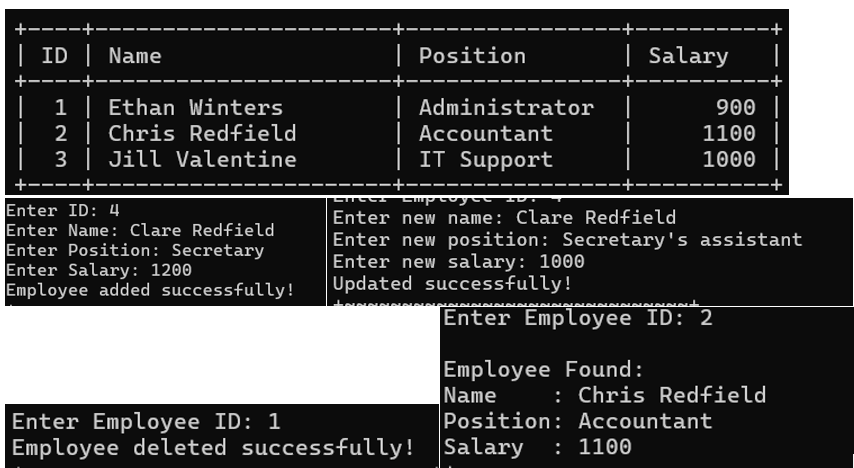 +----+-----------------------+-----------------+-----------+
| ID | Name                  | Position        | Salary    |
+----+-----------------------+-----------------+-----------+
|  1 | Ethan Winters         | Administrator   |       900 |
|  2 | Chris Redfield        | Accountant      |      1100 |
|  3 | Jill Valentine        | IT Support      |      1000 |
+----+-----------------------+-----------------+-----------+
Enter ID: 4
Enter Name: Clare Redfield
Enter Position: Secretary
Enter Salary: 1200
Employee added successfully!
Enter Employee ID: 4
Enter new name: Clare Redfield
Enter new position: Secretary's assistant
Enter new salary: 1000
Updated successfully!
Enter Employee ID: 1
Employee deleted successfully!
Enter Employee ID: 2
Employee Found:
Name    : Chris Redfield
Position: Accountant
Salary  : 1100